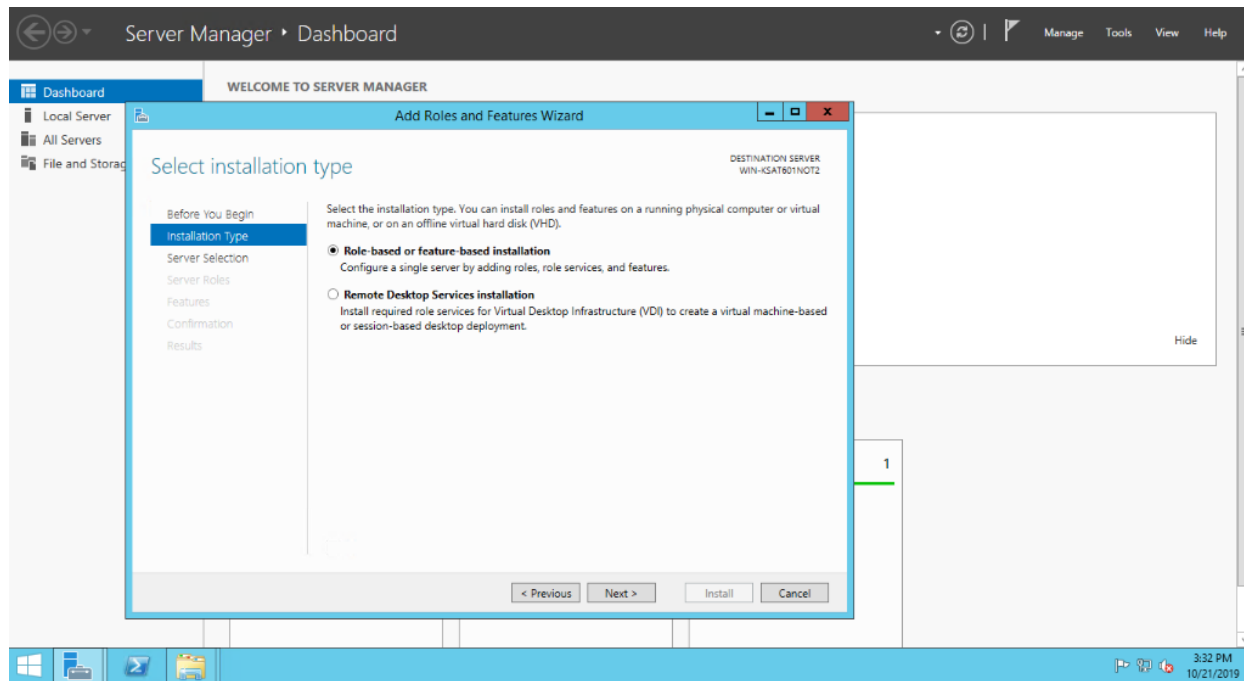 Server Manager • Dashboard
Manage Tools View Help
Dashboard
Local Server
All Servers
File and Storag
WELCOME TO SERVER MANAGER
Add Roles and Features Wizard
Select installation type
DESTINATION SERVER
WIN-KSAT601NOT2
Before You Begin
Installation Type
Server Selection
Server Roles
Features
Confirmation
Results
Select the installation type. You can install roles and features on a running physical computer or virtual
machine, or on an offline virtual hard disk (VHD).
Role-based or feature-based installation
Configure a single server by adding roles, role services, and features.
Remote Desktop Services installation
Install required role services for Virtual Desktop Infrastructure (VDI) to create a virtual machine-based
or session-based desktop deployment.
Hide
1
< Previous Next > Install Cancel
3:32 PM
10/21/2019